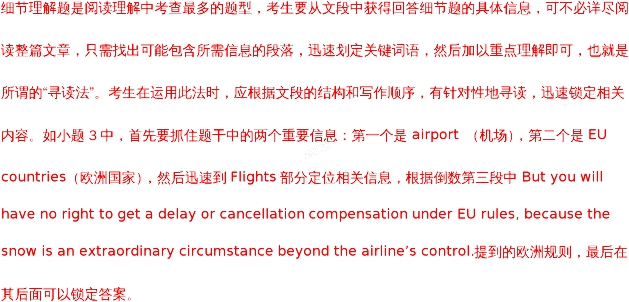 细节理解题是阅读理解中考查最多的题型，考生要从文段中获得回答细节题的具体信息，可不必详尽阅
读整篇文章，只需找出可能包含所需信息的段落，迅速划定关键词语，然后加以重点理解即可，也就是
所谓的“寻读法”。考生在运用此法时，应根据文段的结构和写作顺序，有针对性地寻读，迅速锁定相关
内容。如小题 3 中，首先要抓住题干中的两个重要信息：第一个是 airport （机场），第二个是 EU
countries（欧洲国家），然后迅速到 Flights 部分定位相关信息，根据倒数第三段中 But you will
have no right to get a delay or cancellation compensation under EU rules, because the
snow is an extraordinary circumstance beyond the airline’s control.提到的欧洲规则，最后在
其后面可以锁定答案。